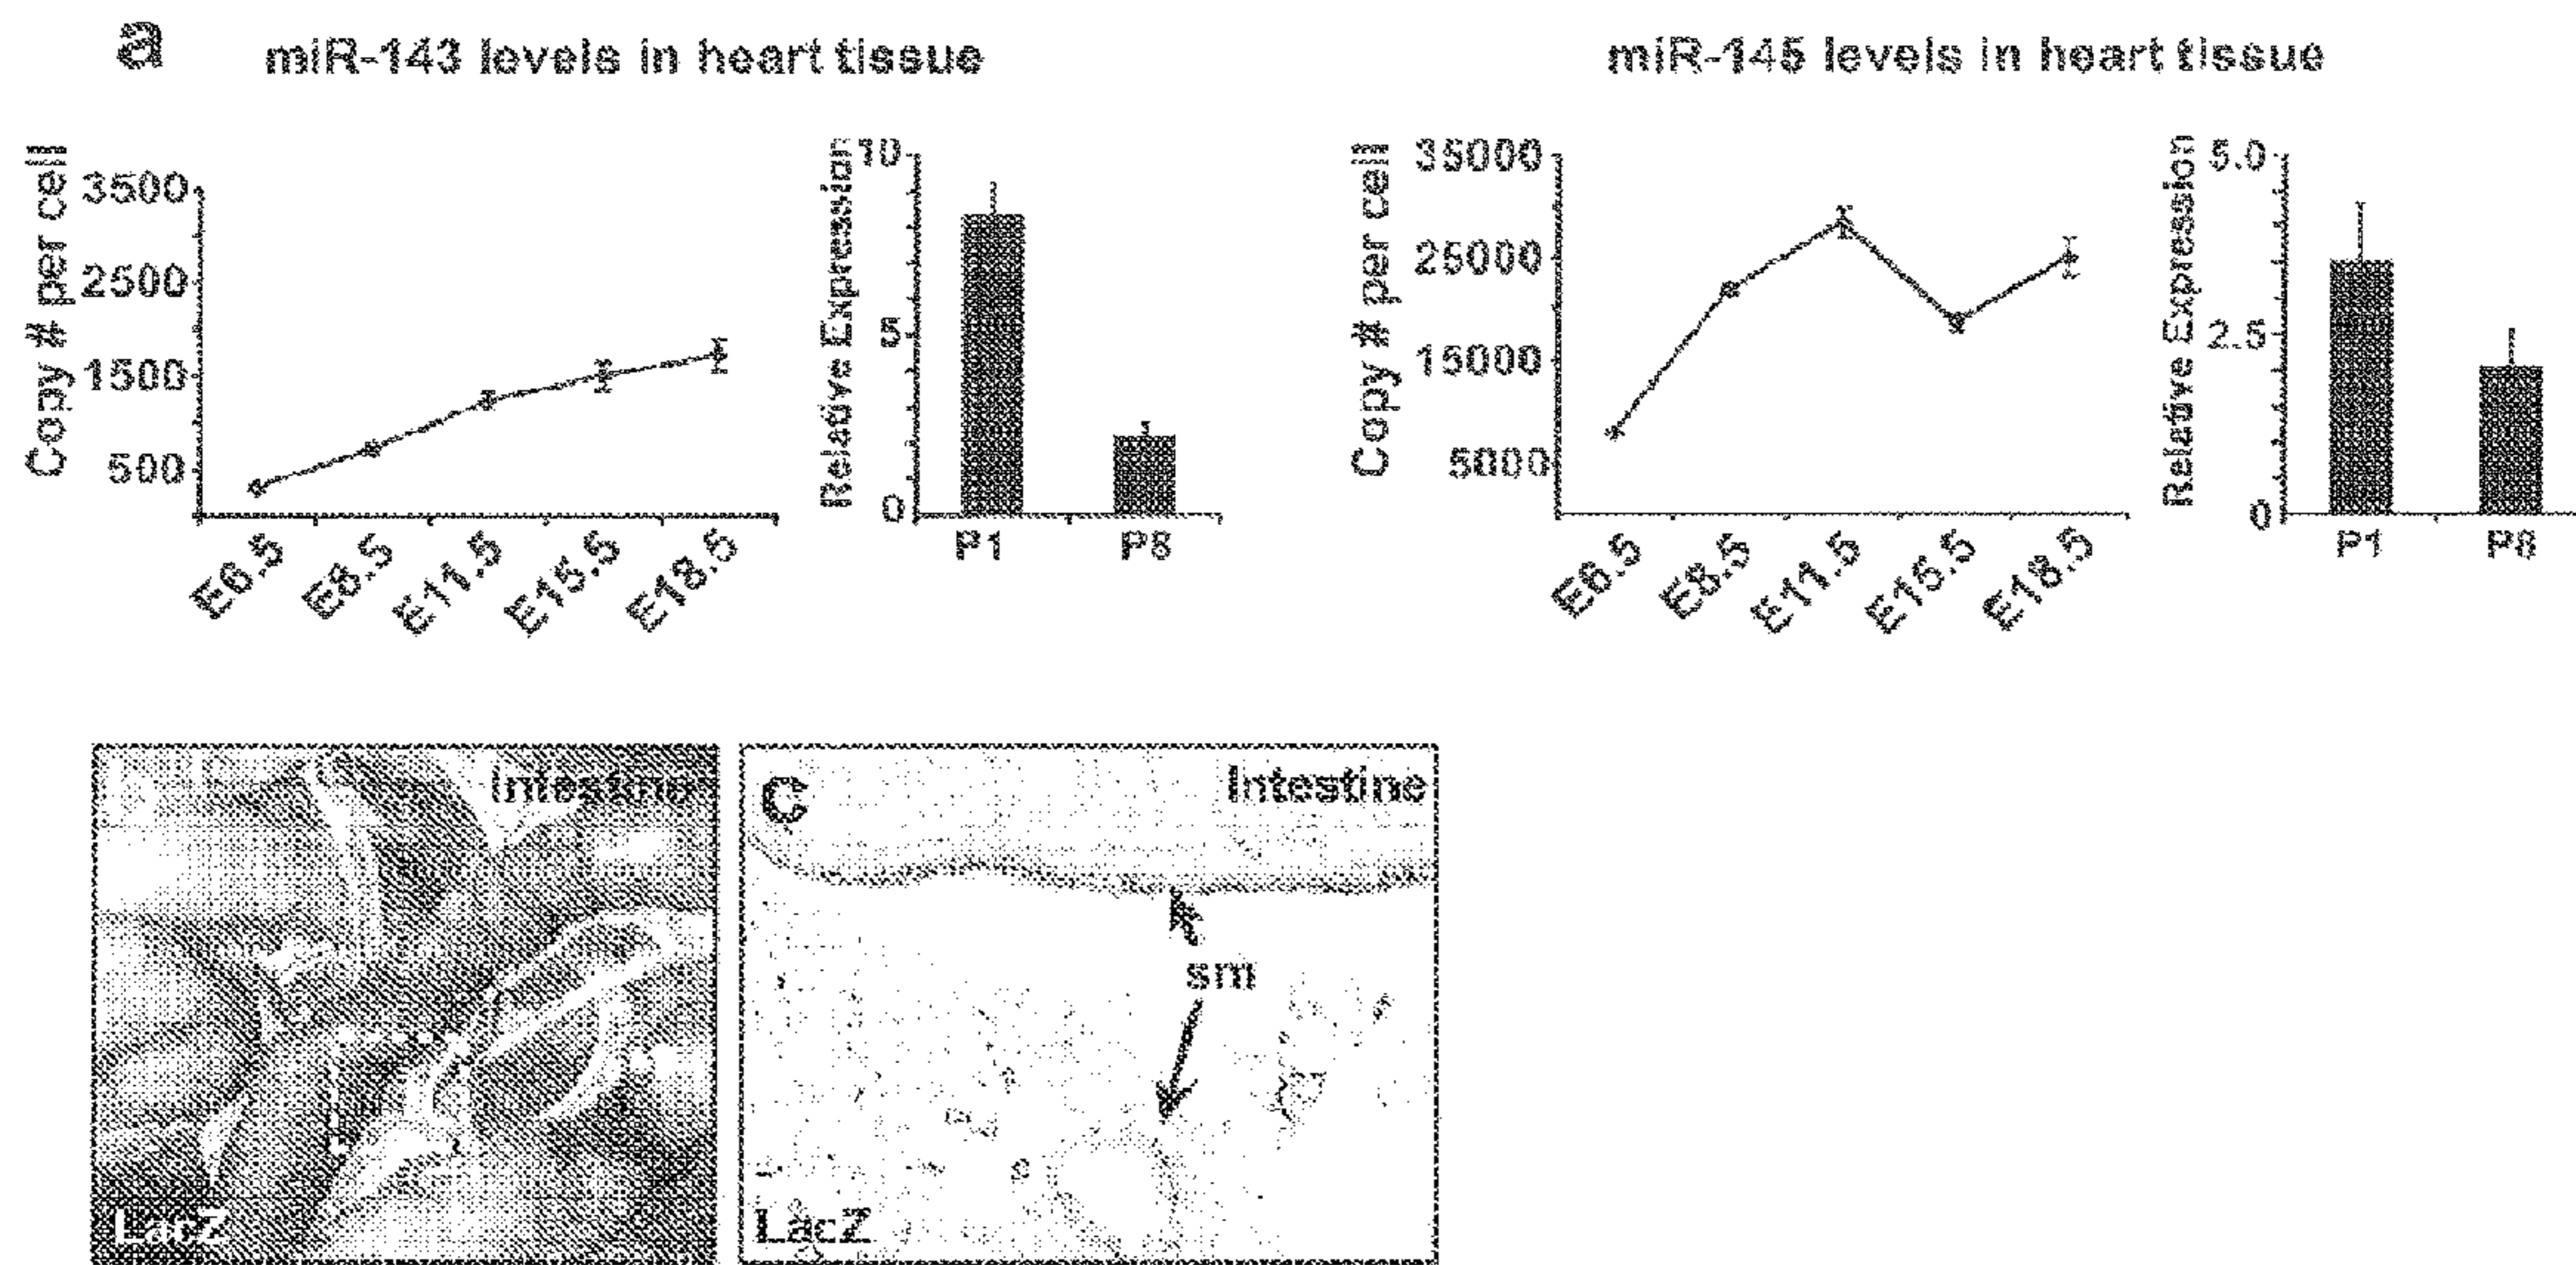 a
miR-143 levels in heart tissue
miR-145 levels in heart tissue
Copy # per cell
3500
2500
1500
500
E6.5
E8.5
E11.5
E15.5
E18.5
Relative Expression
10
5
0
P1
P8
Copy # per cell
35000
25000
15000
5000
E6.5
E8.5
E11.5
E15.5
E18.5
Relative Expression
5.0
2.5
0
P1
P8
b
Intestine
LacZ
c
Intestine
sm
LacZ